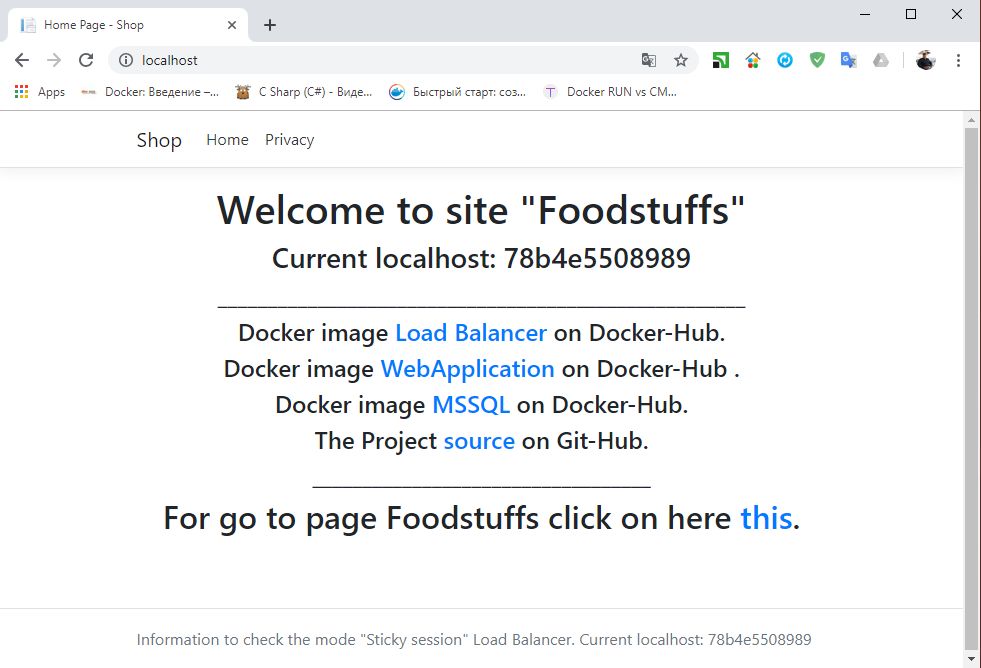 Home Page - Shop
localhost
Apps
Docker: Введение –...
C Sharp (C#) - Виде...
Быстрый старт: соз...
T
Docker RUN vs CM...
Shop Home Privacy
Welcome to site "Foodstuffs"
Current localhost: 78b4e5508989
Docker image Load Balancer on Docker-Hub.
Docker image WebApplication on Docker-Hub .
Docker image MSSQL on Docker-Hub.
The Project source on Git-Hub.
For go to page Foodstuffs click on here this.
Information to check the mode "Sticky session" Load Balancer. Current localhost: 78b4e5508989